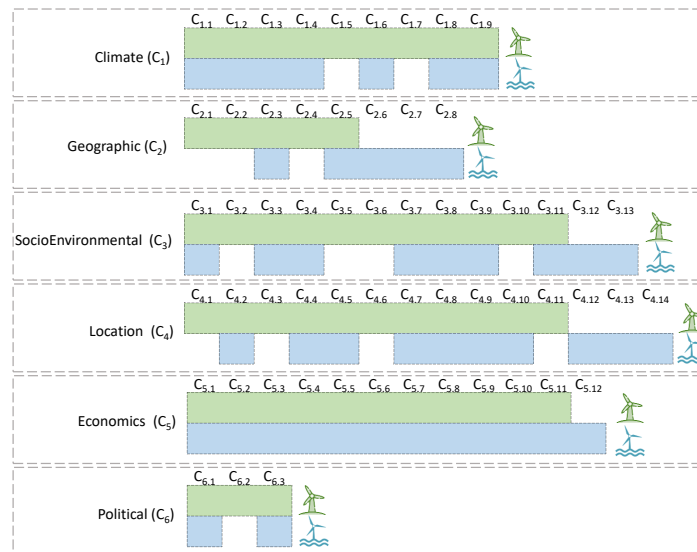 C1.1 C1.2 C1.3 C1.4 C1.5 C1.6 C1.7 C1.8 C1.9
Climate (C1)
C2.1 C2.2 C2.3 C2.4 C2.5 C2.6 C2.7 C2.8
Geographic (C2)
C3.1 C3.2 C3.3 C3.4 C3.5 C3.6 C3.7 C3.8 C3.9 C3.10 C3.11 C3.12 C3.13
SocioEnvironmental (C3)
C4.1 C4.2 C4.3 C4.4 C4.5 C4.6 C4.7 C4.8 C4.9 C4.10 C4.11 C4.12 C4.13 C4.14
Location (C4)
C5.1 C5.2 C5.3 C5.4 C5.5 C5.6 C5.7 C5.8 C5.9 C5.10 C5.11 C5.12
Economics (C5)
C6.1 C6.2 C6.3
Political (C6)